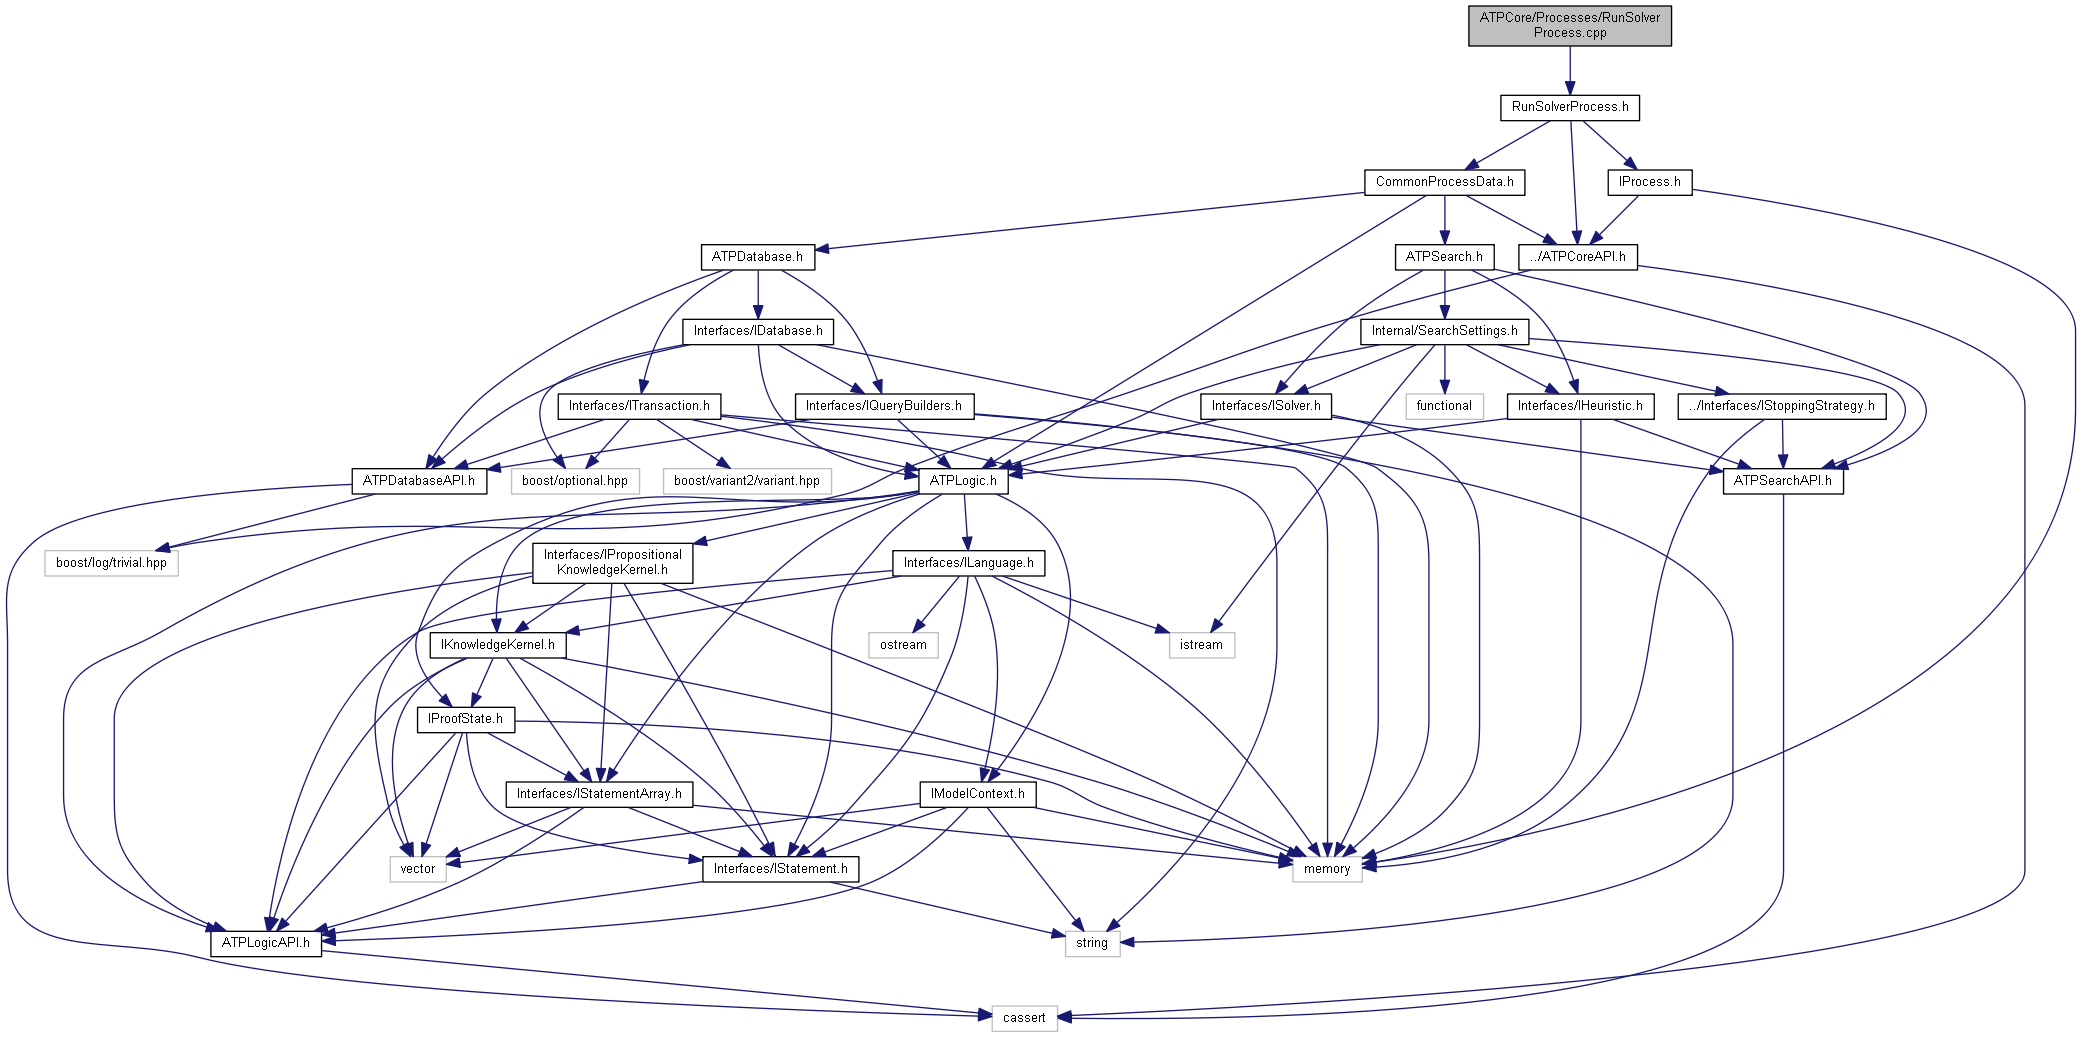 ATPCore/Processes/RunSolver
Process.cpp
RunSolverProcess.h
CommonProcessData.h
IProcess.h
ATPDatabase.h
ATPSearch.h
../ATPCoreAPI.h
Interfaces/IDatabase.h
Internal/SearchSettings.h
Interfaces/ITransaction.h
Interfaces/IQueryBuilders.h
Interfaces/ISolver.h
functional
Interfaces/IHeuristic.h
../Interfaces/IStoppingStrategy.h
ATPDatabaseAPI.h
boost/optional.hpp
boost/variant2/variant.hpp
ATPLogic.h
ATPSearchAPI.h
boost/log/trivial.hpp
Interfaces/IPropositional
KnowledgeKernel.h
Interfaces/ILanguage.h
IKnowledgeKernel.h
ostream
istream
IProofState.h
Interfaces/IStatementArray.h
IModelContext.h
vector
Interfaces/IStatement.h
memory
ATPLogicAPI.h
string
cassert